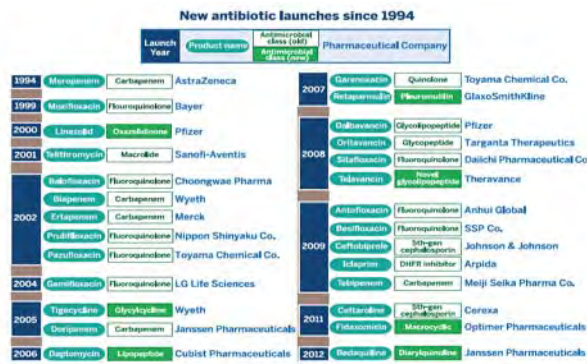 New antibiotic launches since 1994
Launch Year
Product name
Antimicrobial class (old)
Antimicrobial class (new)
Pharmaceutical Company
1994
Meropenem Carbapenem AstraZeneca
1999
Moxifloxacin Flouroquinolone Bayer
2000
Linezolid Oxazolidinone Pfizer
2001
Telithromycin Macrolide Sanofi-Aventis
2002
Balofloxacin Fluoroquinolone Choongwae Pharma
Biapenem Carbapenem Wyeth
Ertapenem Carbapenem Merck
Prulifloxacin Fluoroquinolone Nippon Shinyaku Co.
Pazufloxacin Fluoroquinolone Toyama Chemical Co.
2004
Gemifloxacin Fluoroquinolone LG Life Sciences
2005
Tigecycline Glycylcycline Wyeth
Doripenem Carbapenem Janssen Pharmaceuticals
2006
Daptomycin Lipopeptide Cubist Pharmaceuticals
2007
Garenoxacin Quinolone Toyama Chemical Co.
Retapamulin Pleuromutilin GlaxoSmithKline
2008
Dalbavancin Glycolipopeptide Pfizer
Oritavancin Glycopeptide Targanta Therapeutics
Sitafloxacin Fluoroquinolone Daiichi Pharmaceutical Co
Telavancin Novel glycolipopeptide Theravance
2009
Antofloxacin Fluoroquinolone Anhui Global
Besifloxacin Fluoroquinolone SSP Co.
Ceftobiprole 5th-gen cephalosporin Johnson & Johnson
Iclaprim DHFR inhibitor Arpida
Tebipenem Carbapenem Meiji Seika Pharma Co.
2011
Ceftaroline 5th-gen cephalosporin Cerexa
Fidaxomicin Macrocyclic Optimer Pharmaceuticals
2012
Bedaquiline Diarylquinoline Janssen Pharmaceuticals